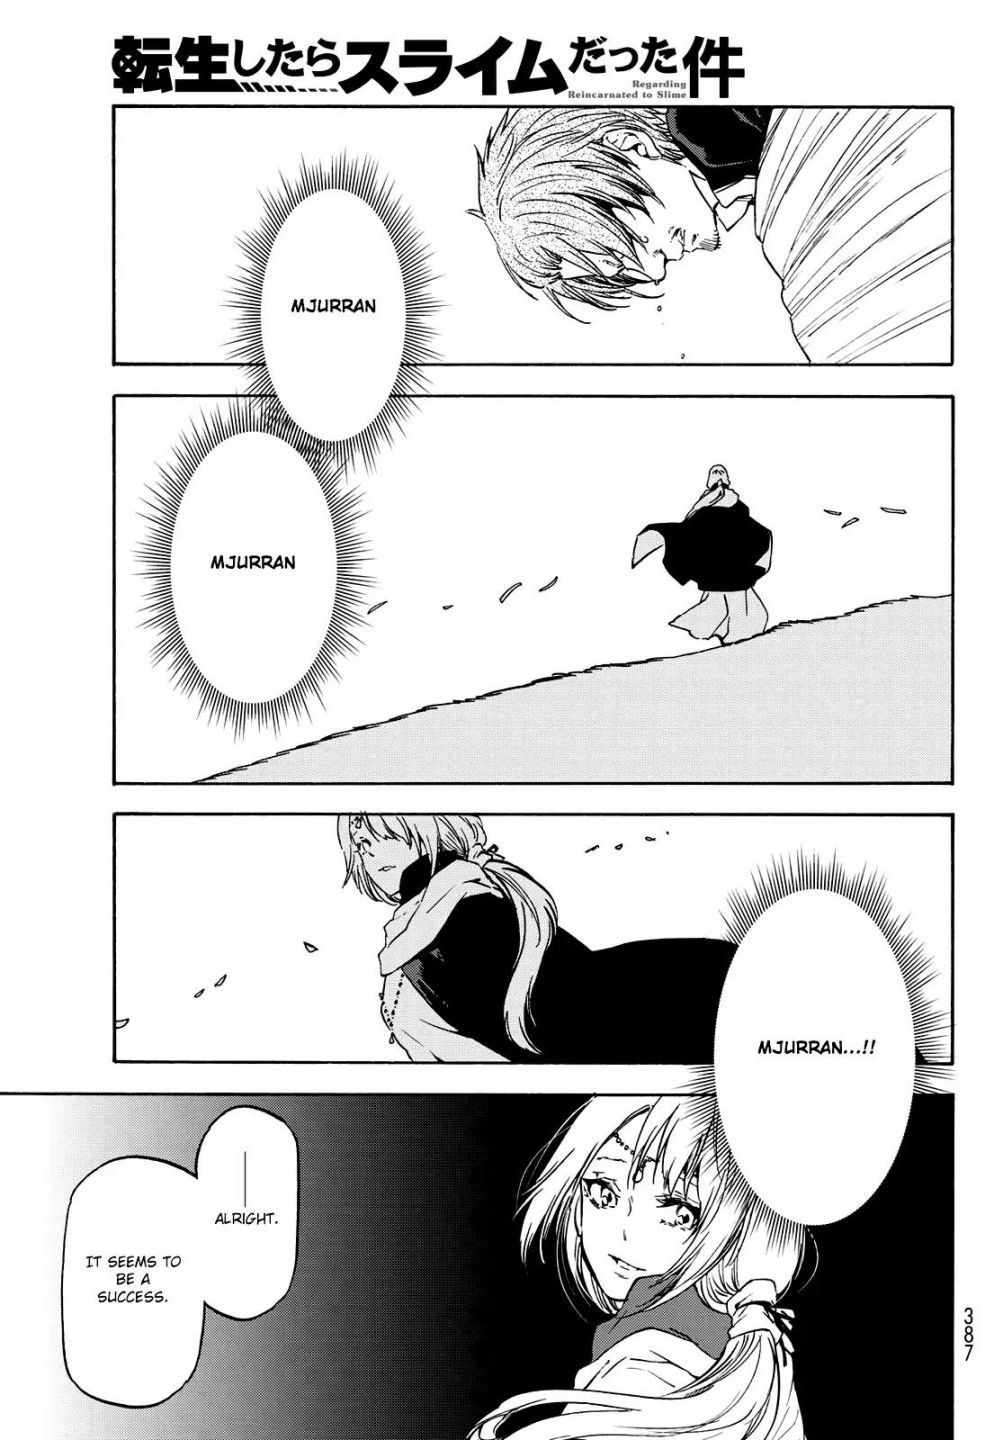 転生したらスライムだった件
Regarding
Reincarnated to Slime
MJURRAN
MJURRAN
MJURRAN...!!
ALRIGHT.
IT SEEMS TO
BE A
SUCCESS.
387